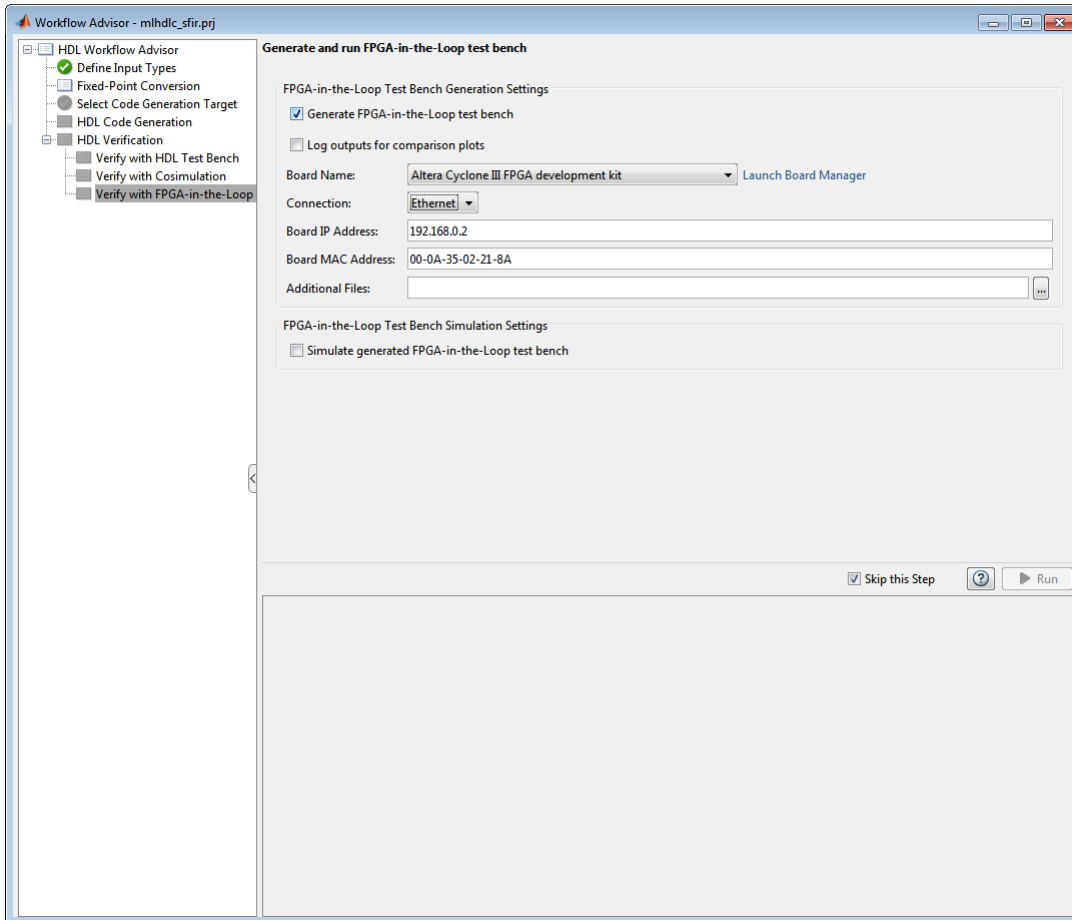 Workflow Advisor - mlhdlc_sfir.prj
HDL Workflow Advisor
Define Input Types
Fixed-Point Conversion
Select Code Generation Target
HDL Code Generation
HDL Verification
Verify with HDL Test Bench
Verify with Cosimulation
Verify with FPGA-in-the-Loop
Generate and run FPGA-in-the-Loop test bench
FPGA-in-the-Loop Test Bench Generation Settings
Generate FPGA-in-the-Loop test bench
Log outputs for comparison plots
Board Name: Altera Cyclone III FPGA development kit Launch Board Manager
Connection: Ethernet
Board IP Address: 192.168.0.2
Board MAC Address: 00-0A-35-02-21-8A
Additional Files: ...
FPGA-in-the-Loop Test Bench Simulation Settings
Simulate generated FPGA-in-the-Loop test bench
Skip this Step ? Run